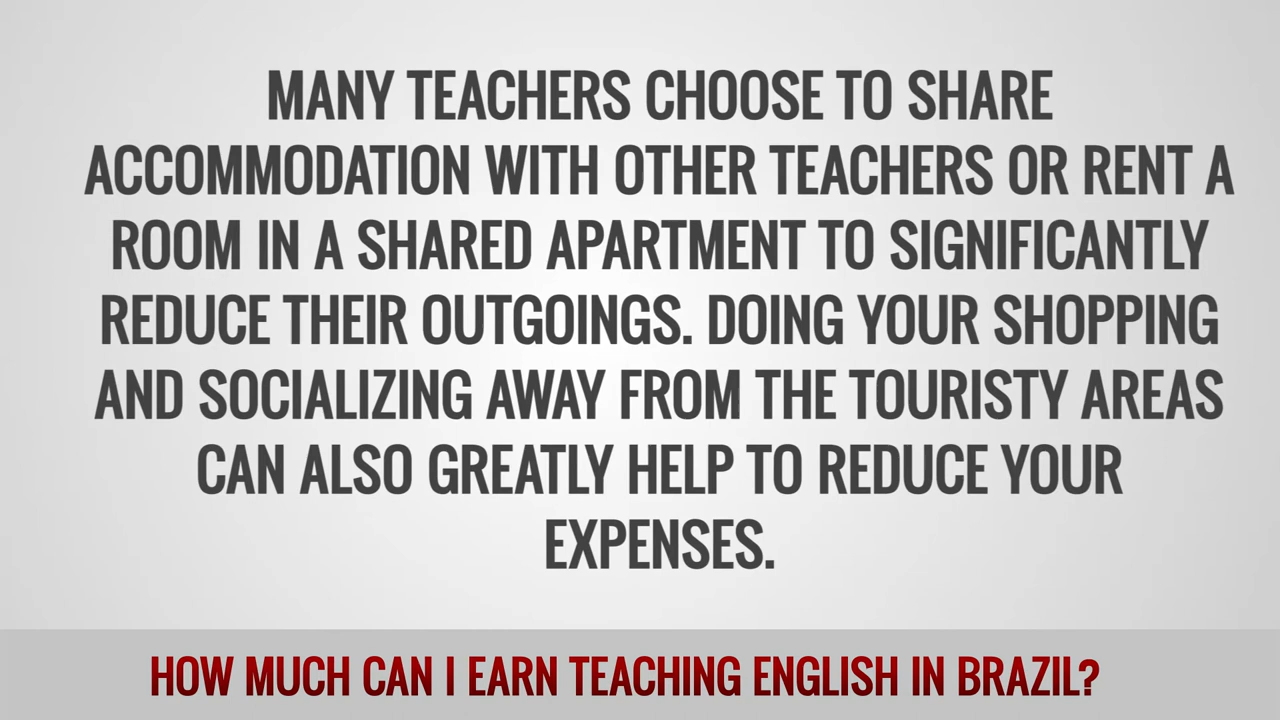 MANY TEACHERS CHOOSE TO SHARE
ACCOMMODATION WITH OTHER TEACHERS OR RENT A
ROOM IN A SHARED APARTMENT TO SIGNIFICANTLY
REDUCE THEIR OUTGOINGS. DOING YOUR SHOPPING
AND SOCIALIZING AWAY FROM THE TOURISTY AREAS
CAN ALSO GREATLY HELP TO REDUCE YOUR
EXPENSES.
HOW MUCH CAN I EARN TEACHING ENGLISH IN BRAZIL?